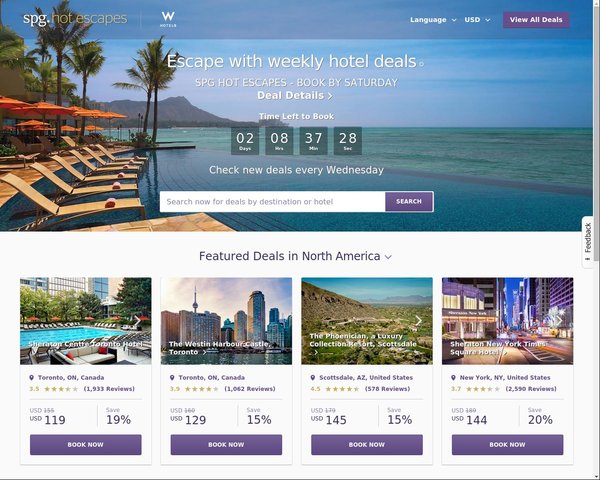 spg. hot escapes
W
HOTELS
Language
USD
View All Deals
Escape with weekly hotel deals
SPG HOT ESCAPES - BOOK BY SATURDAY
Deal Details
Time Left to Book
02 08 37 28
Days Hrs Min Sec
Check new deals every Wednesday
Search now for deals by destination or hotel
SEARCH
Feedback
Featured Deals in North America
Sheraton Centre Toronto Hotel
Toronto, ON, Canada
3.5 (1,933 Reviews)
USD 155
USD 119
Save
19%
BOOK NOW
The Westin Harbour Castle,
Toronto
Toronto, ON, Canada
3.9 (1,062 Reviews)
USD 160
USD 129
Save
15%
BOOK NOW
The Phoenician, a Luxury
Collection Resort, Scottsdale
Scottsdale, AZ, United States
4.5 (578 Reviews)
USD 179
USD 145
Save
15%
BOOK NOW
Sheraton New York Times
Square Hotel
New York, NY, United States
3.7 (2,590 Reviews)
USD 189
USD 144
Save
20%
BOOK NOW